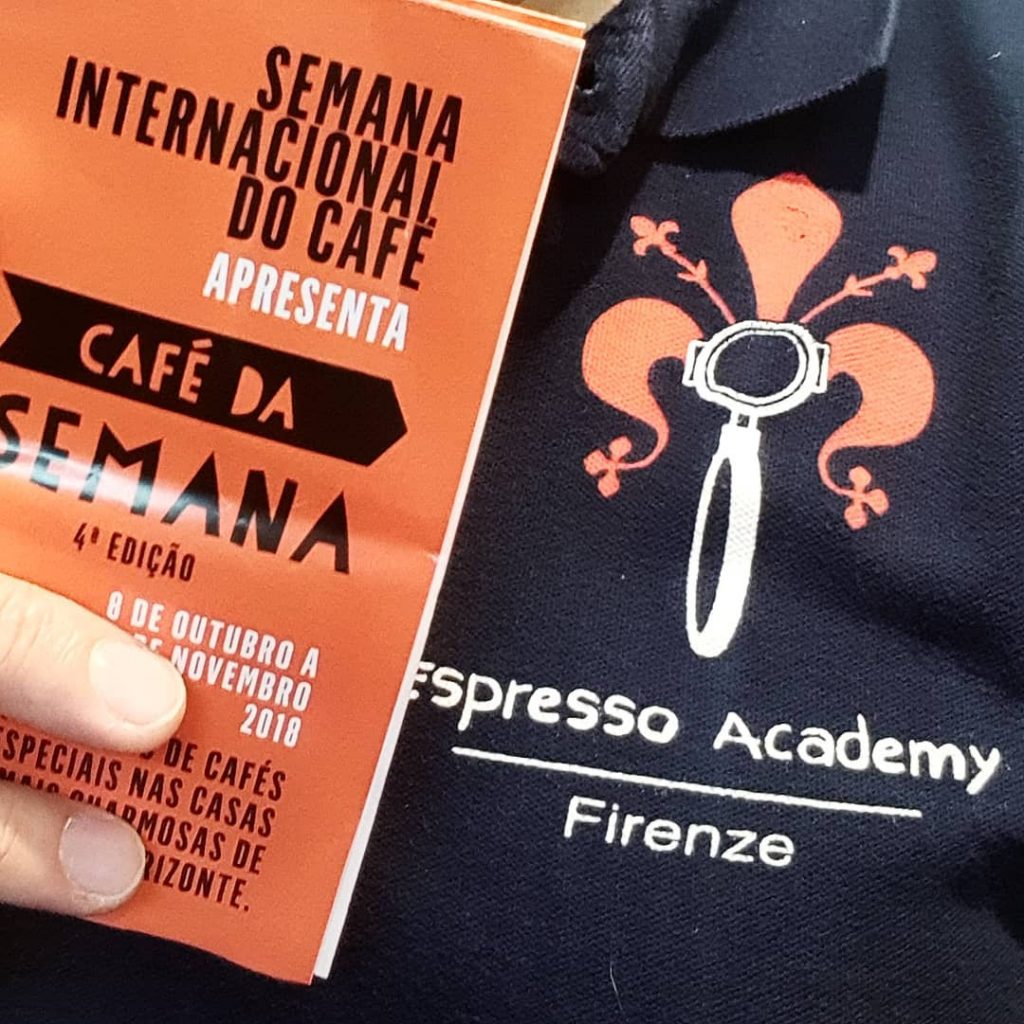 SEMANA
INTERNACIONAL
DO CAFÉ
APRESENTA
CAFÉ DA
SEMANA
4ª EDIÇÃO
8 DE OUTUBRO A
NOVEMBRO
2018
DE CAFÉS
ESPECIAIS NAS CASAS
MAIS CHARMOSAS DE
Espresso Academy
Firenze